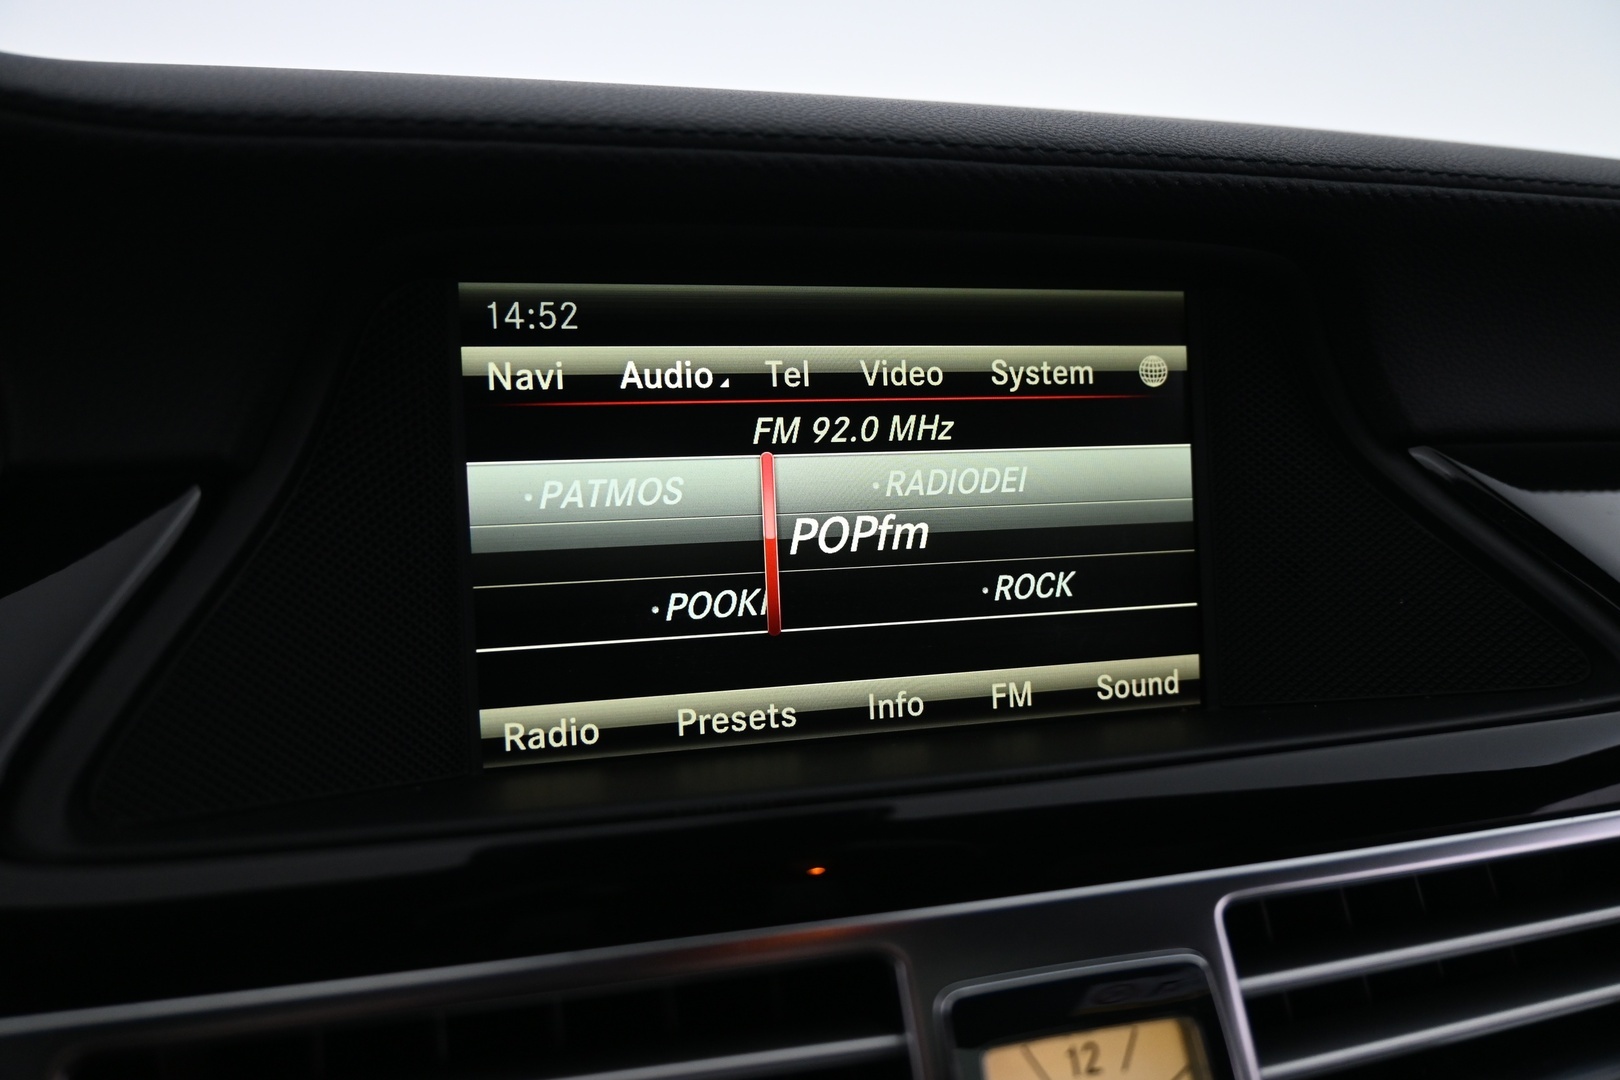 14:52
Navi Audio Tel Video System
FM 92.0 MHz
·PATMOS ·RADIODEI
POPfm
·POOKI ·ROCK
Radio Presets Info FM Sound
12